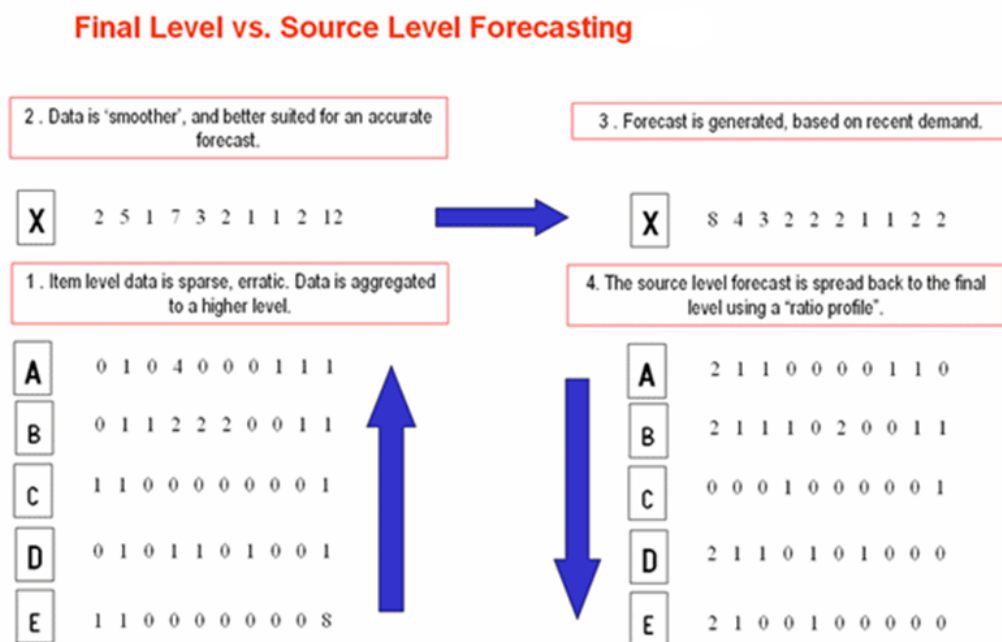 Final Level vs. Source Level Forecasting
2 . Data is ‘smoother’, and better suited for an accurate
forecast.
3 . Forecast is generated, based on recent demand.
X 2 5 1 7 3 2 1 1 2 12
X 8 4 3 2 2 2 1 1 2 2
1 . Item level data is sparse, erratic. Data is aggregated
to a higher level.
4. The source level forecast is spread back to the final
level using a “ratio profile”.
A 0 1 0 4 0 0 0 1 1 1
A 2 1 1 0 0 0 0 1 1 0
B 0 1 1 2 2 2 0 0 1 1
B 2 1 1 1 0 2 0 0 1 1
C 1 1 0 0 0 0 0 0 0 1
C 0 0 0 1 0 0 0 0 0 1
D 0 1 0 1 1 0 1 0 0 1
D 2 1 1 0 1 0 1 0 0 0
E 1 1 0 0 0 0 0 0 0 8
E 2 1 0 0 1 0 0 0 0 0